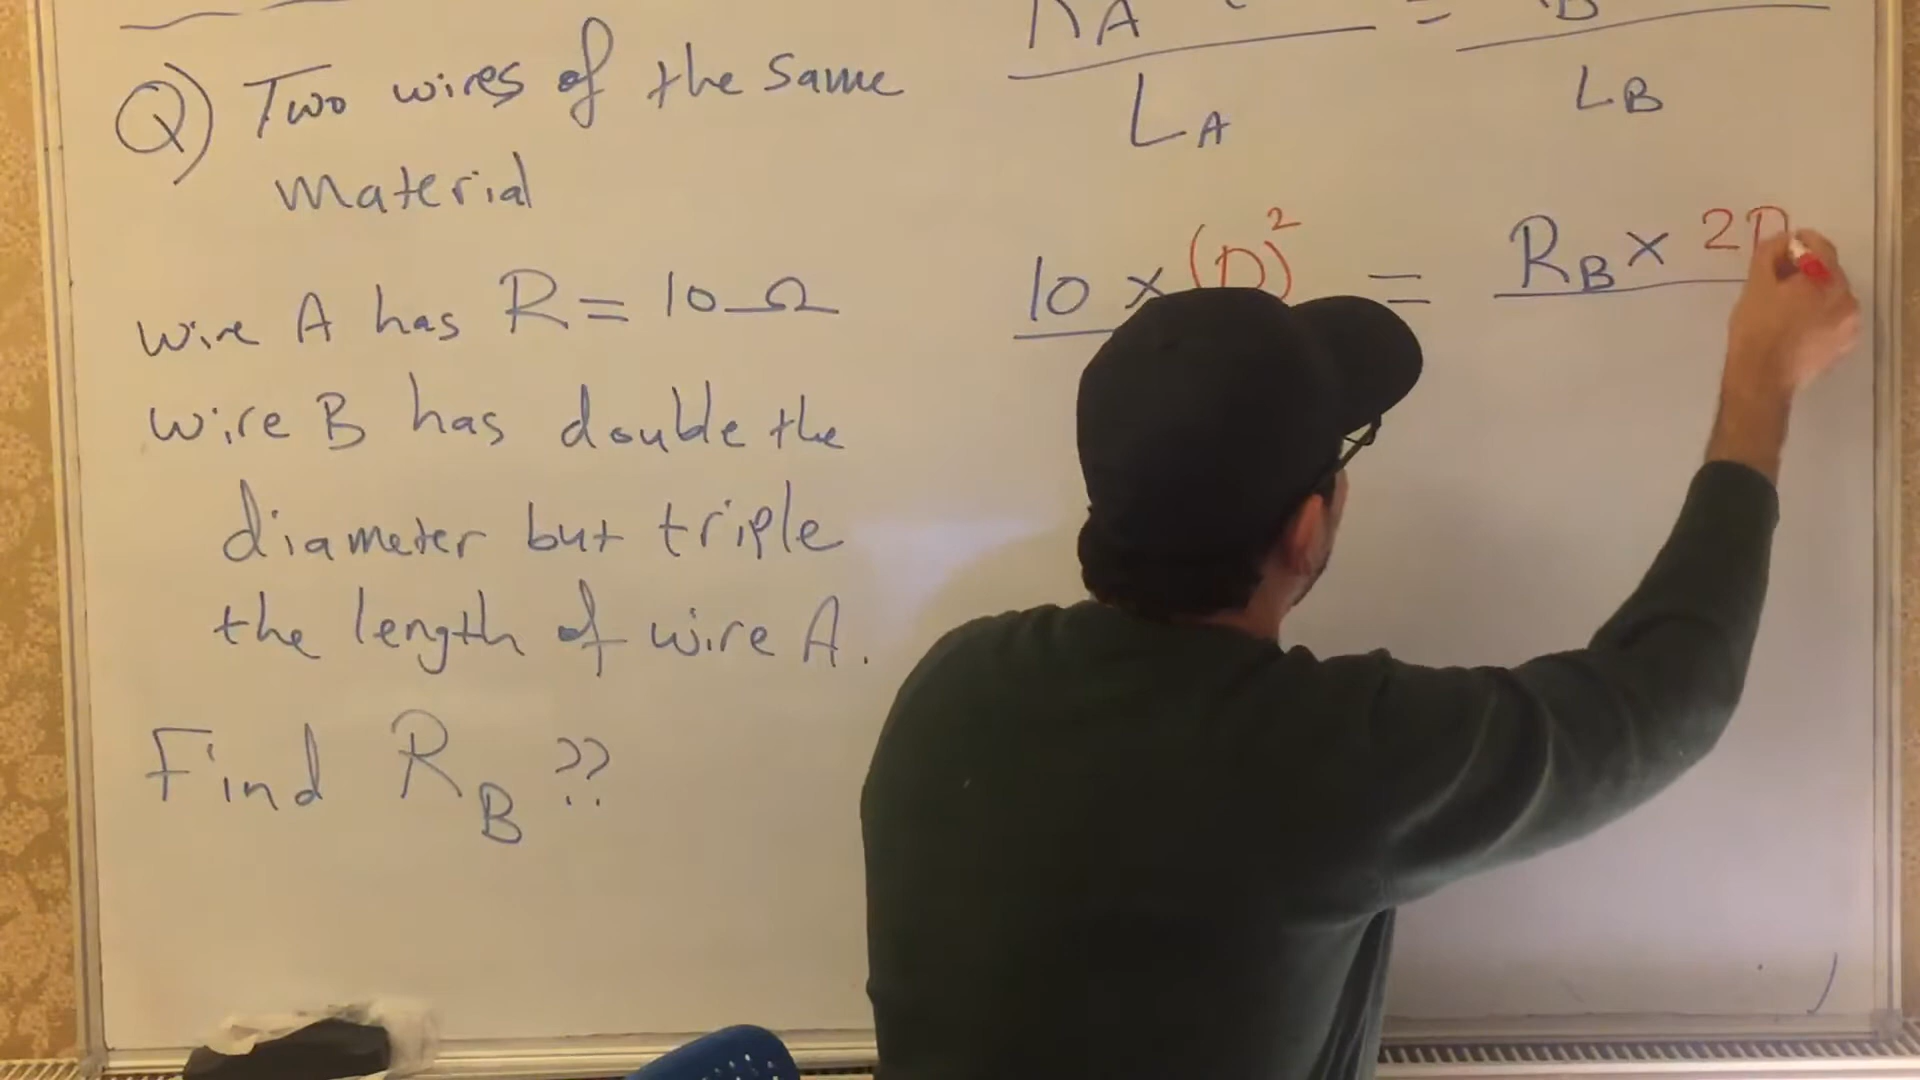 Q) Two wires of the same
material
wire A has R = 10 Ω
wire B has double the
diameter but triple
the length of wire A.
Find R_B ??
A = B
L_A L_B
10 × (D)² = R_B × 2D